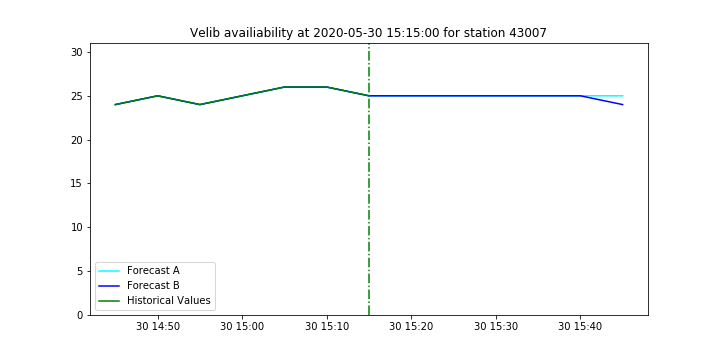 Velib availiability at 2020-05-30 15:15:00 for station 43007
30
25
20
15
10
5
0
Forecast A
Forecast B
Historical Values
30 14:50 30 15:00 30 15:10 30 15:20 30 15:30 30 15:40